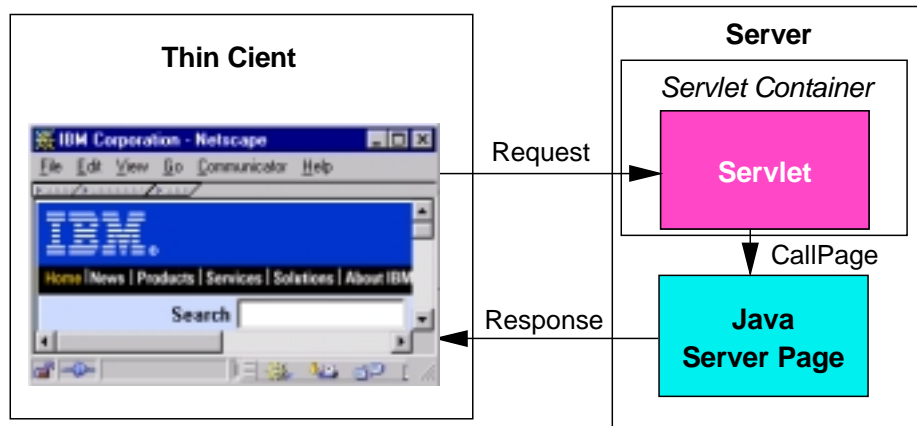 Thin Cient
IBM Corporation - Netscape
File Edit View Go Communicator Help
IBM
Home News Products Services Solutions About IBM
Search
Request
Response
Server
Servlet Container
Servlet
CallPage
Java
Server Page